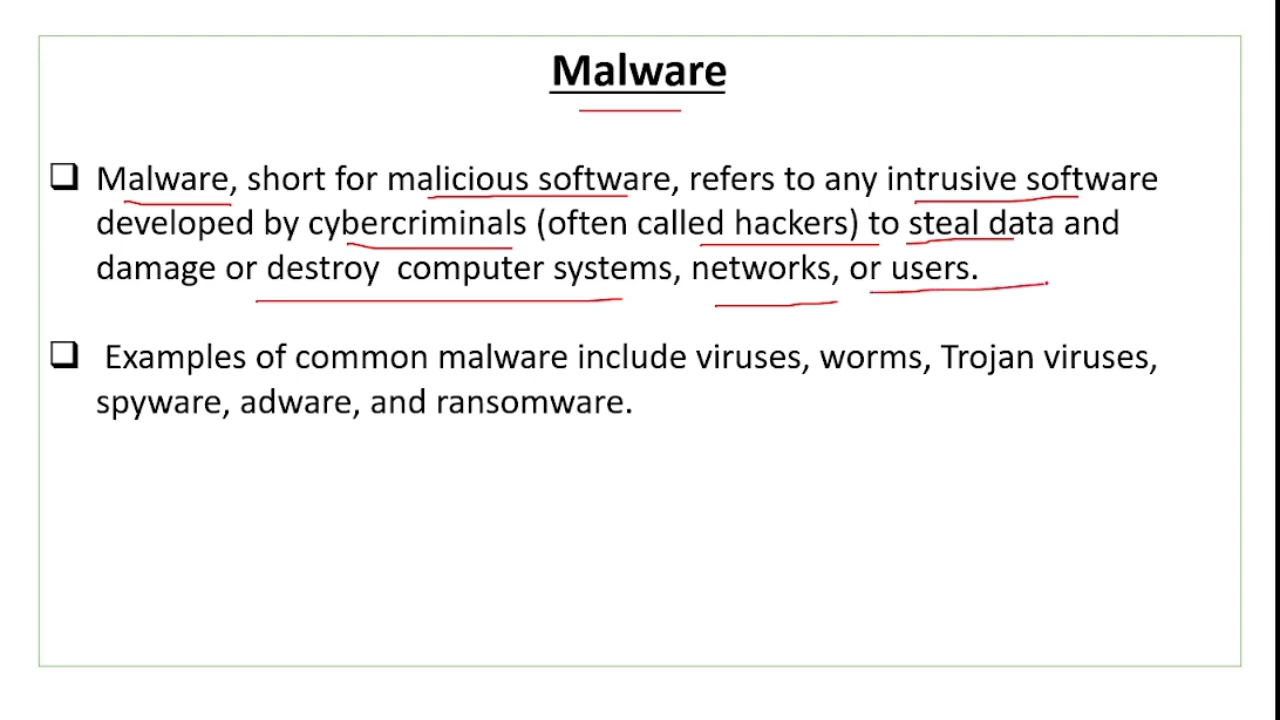 Malware
Malware, short for malicious software, refers to any intrusive software
developed by cybercriminals (often called hackers) to steal data and
damage or destroy computer systems, networks, or users.
Examples of common malware include viruses, worms, Trojan viruses,
spyware, adware, and ransomware.